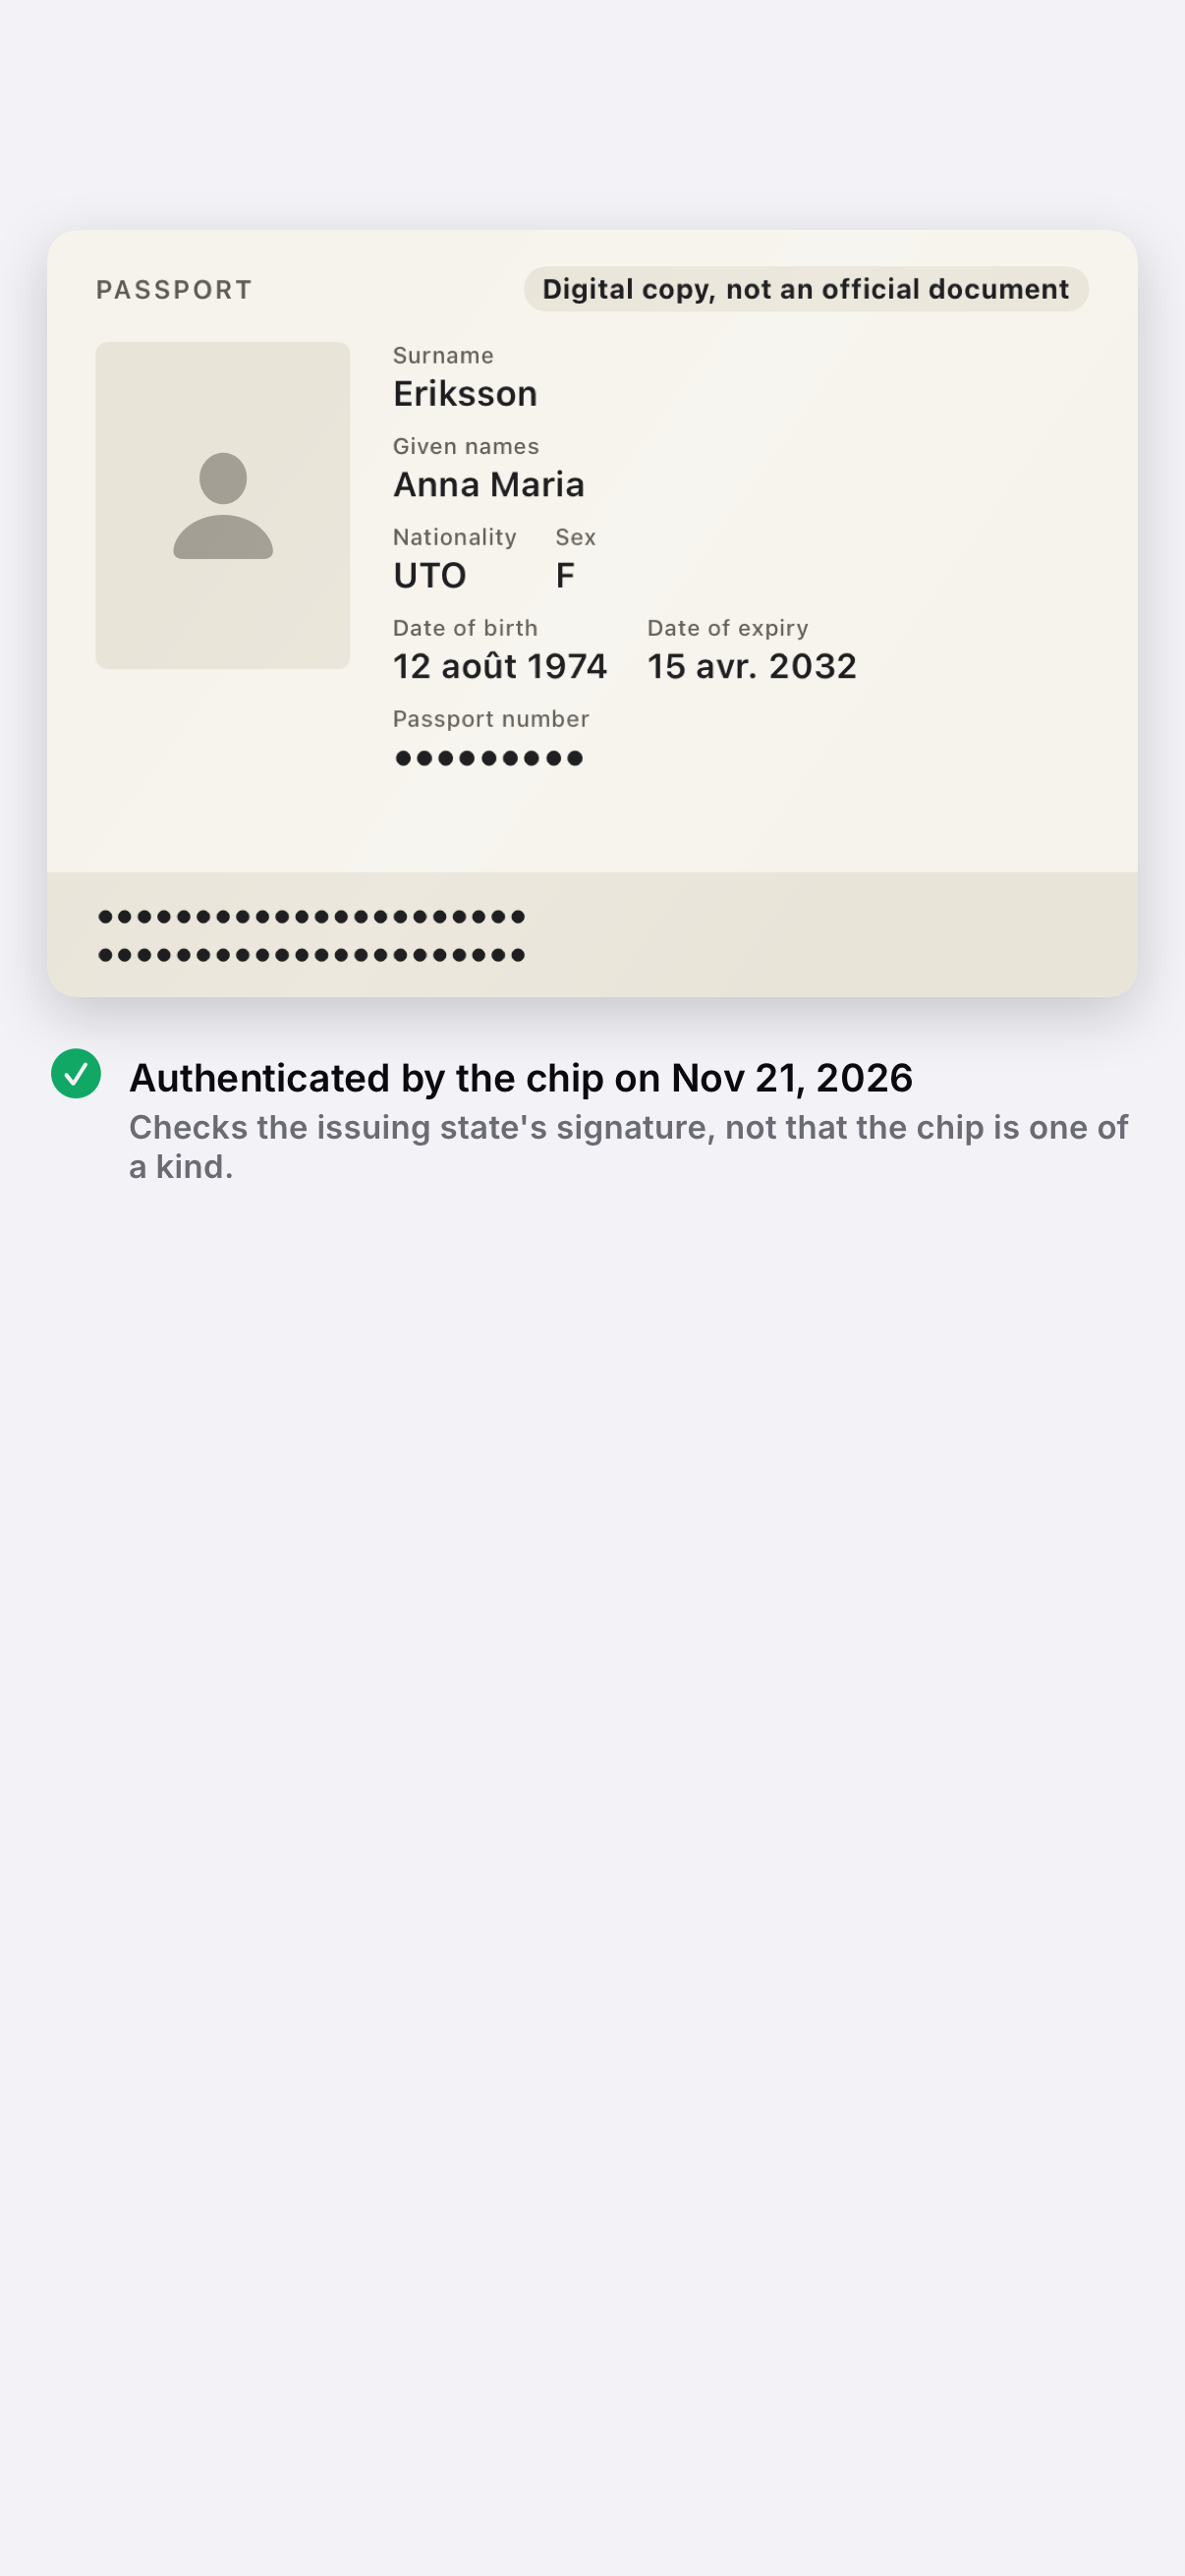 PASSPORT
Digital copy, not an official document
Surname
Eriksson
Given names
Anna Maria
Nationality Sex
UTO F
Date of birth Date of expiry
12 août 1974 15 avr. 2032
Passport number
●●●●●●●●●
●●●●●●●●●●●●●●●●●●●●●●
●●●●●●●●●●●●●●●●●●●●●●
Authenticated by the chip on Nov 21, 2026
Checks the issuing state's signature, not that the chip is one of
a kind.